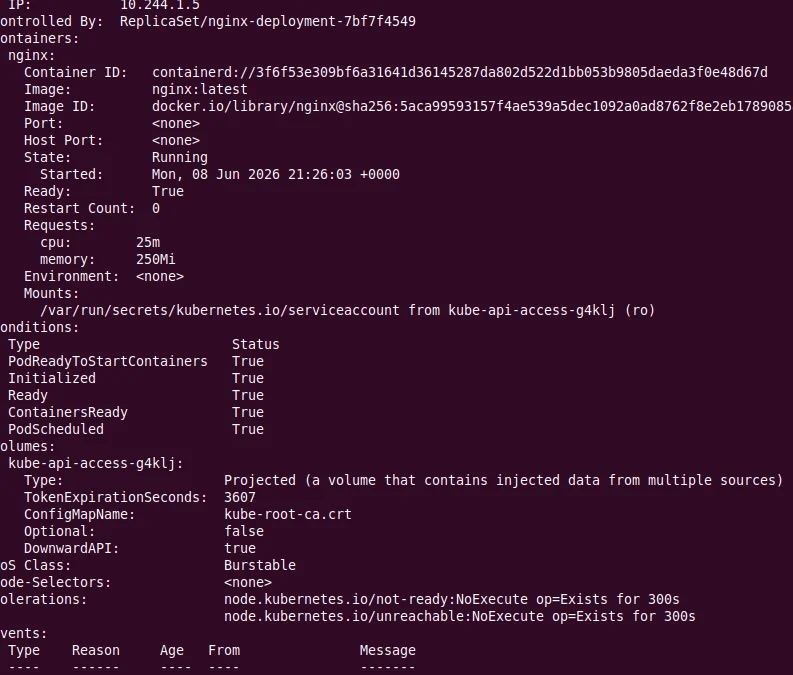 IP:           10.244.1.5
ontrolled By:  ReplicaSet/nginx-deployment-7bf7f4549
ontainers:
 nginx:
   Container ID:   containerd://3f6f53e309bf6a31641d36145287da802d522d1bb053b9805daeda3f0e48d67d
   Image:          nginx:latest
   Image ID:       docker.io/library/nginx@sha256:5aca99593157f4ae539a5dec1092a0ad8762f8e2eb1789085
   Port:           <none>
   Host Port:      <none>
   State:          Running
     Started:      Mon, 08 Jun 2026 21:26:03 +0000
   Ready:          True
   Restart Count:  0
   Requests:
     cpu:        25m
     memory:     250Mi
   Environment:  <none>
   Mounts:
     /var/run/secrets/kubernetes.io/serviceaccount from kube-api-access-g4klj (ro)
onditions:
 Type                        Status
 PodReadyToStartContainers   True
 Initialized                 True
 Ready                       True
 ContainersReady             True
 PodScheduled                True
olumes:
 kube-api-access-g4klj:
   Type:                    Projected (a volume that contains injected data from multiple sources)
   TokenExpirationSeconds:  3607
   ConfigMapName:           kube-root-ca.crt
   Optional:                false
   DownwardAPI:             true
oS Class:                   Burstable
ode-Selectors:              <none>
olerations:                 node.kubernetes.io/not-ready:NoExecute op=Exists for 300s
                            node.kubernetes.io/unreachable:NoExecute op=Exists for 300s
vents:
 Type    Reason     Age   From               Message
 ----    ------     ----  ----               -------